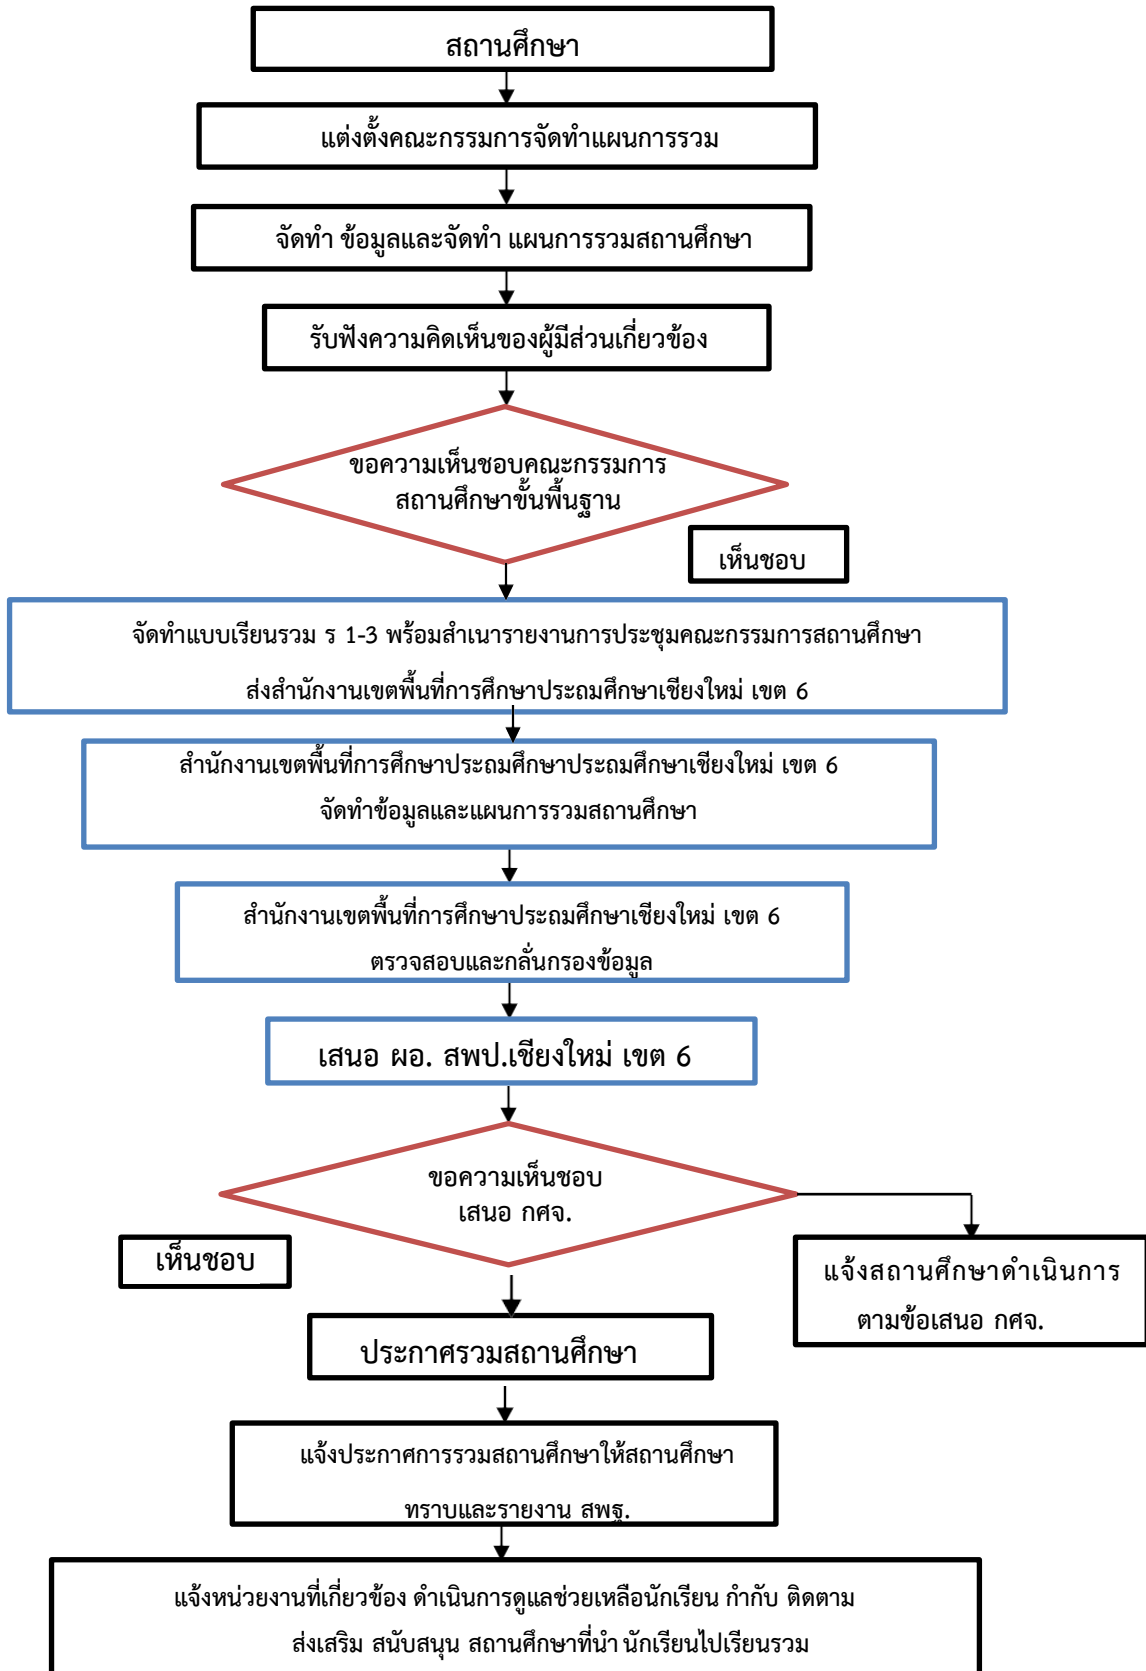 สถานศึกษา
แต่งตั้งคณะกรรมการจัดทำแผนการรวม
จัดทำ ข้อมูลและจัดทำ แผนการรวมสถานศึกษา
รับฟังความคิดเห็นของผู้มีส่วนเกี่ยวข้อง
ขอความเห็นชอบคณะกรรมการ
สถานศึกษาขั้นพื้นฐาน
เห็นชอบ
จัดทำแบบเรียนรวม ร 1-3 พร้อมสำเนารายงานการประชุมคณะกรรมการสถานศึกษา
ส่งสำนักงานเขตพื้นที่การศึกษาประถมศึกษาเชียงใหม่ เขต 6
สำนักงานเขตพื้นที่การศึกษาประถมศึกษาประถมศึกษาเชียงใหม่ เขต 6
จัดทำข้อมูลและแผนการรวมสถานศึกษา
สำนักงานเขตพื้นที่การศึกษาประถมศึกษาเชียงใหม่ เขต 6
ตรวจสอบและกลั่นกรองข้อมูล
เสนอ ผอ. สพป.เชียงใหม่ เขต 6
ขอความเห็นชอบ
เสนอ กศจ.
เห็นชอบ
แจ้งสถานศึกษาดำเนินการ
ตามข้อเสนอ กศจ.
ประกาศรวมสถานศึกษา
แจ้งประกาศการรวมสถานศึกษาให้สถานศึกษา
ทราบและรายงาน สพฐ.
แจ้งหน่วยงานที่เกี่ยวข้อง ดำเนินการดูแลช่วยเหลือนักเรียน กำกับ ติดตาม
ส่งเสริม สนับสนุน สถานศึกษาที่นำ นักเรียนไปเรียนรวม